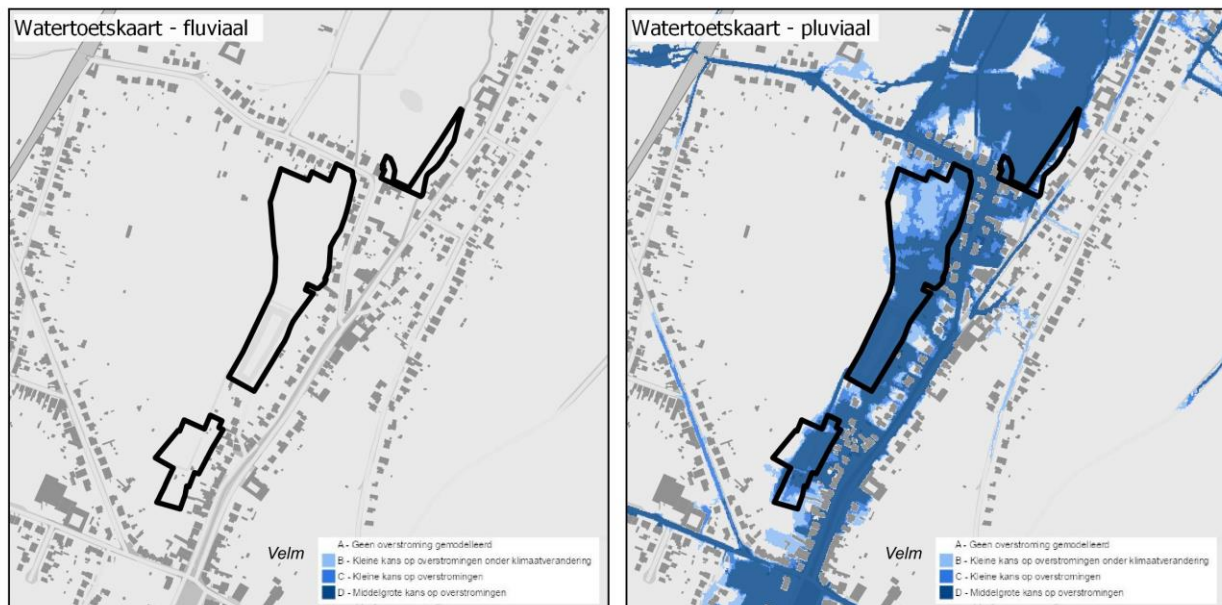 Watertoetskaart - fluviaal
Velm
A - Geen overstroming gemodelleerd
B - Kleine kans op overstromingen onder klimaatverandering
C - Kleine kans op overstromingen
D - Middelgrote kans op overstromingen
Watertoetskaart - pluviaal
Velm
A - Geen overstroming gemodelleerd
B - Kleine kans op overstromingen onder klimaatverandering
C - Kleine kans op overstromingen
D - Middelgrote kans op overstromingen